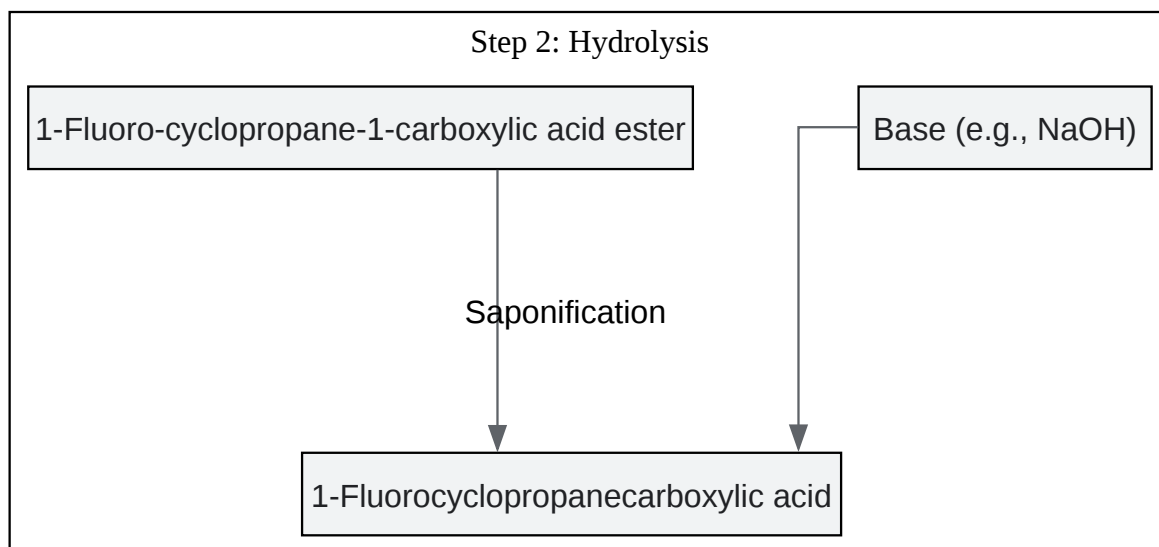 Step 2: Hydrolysis
1-Fluoro-cyclopropane-1-carboxylic acid ester
Base (e.g., NaOH)
Saponification
1-Fluorocyclopropanecarboxylic acid